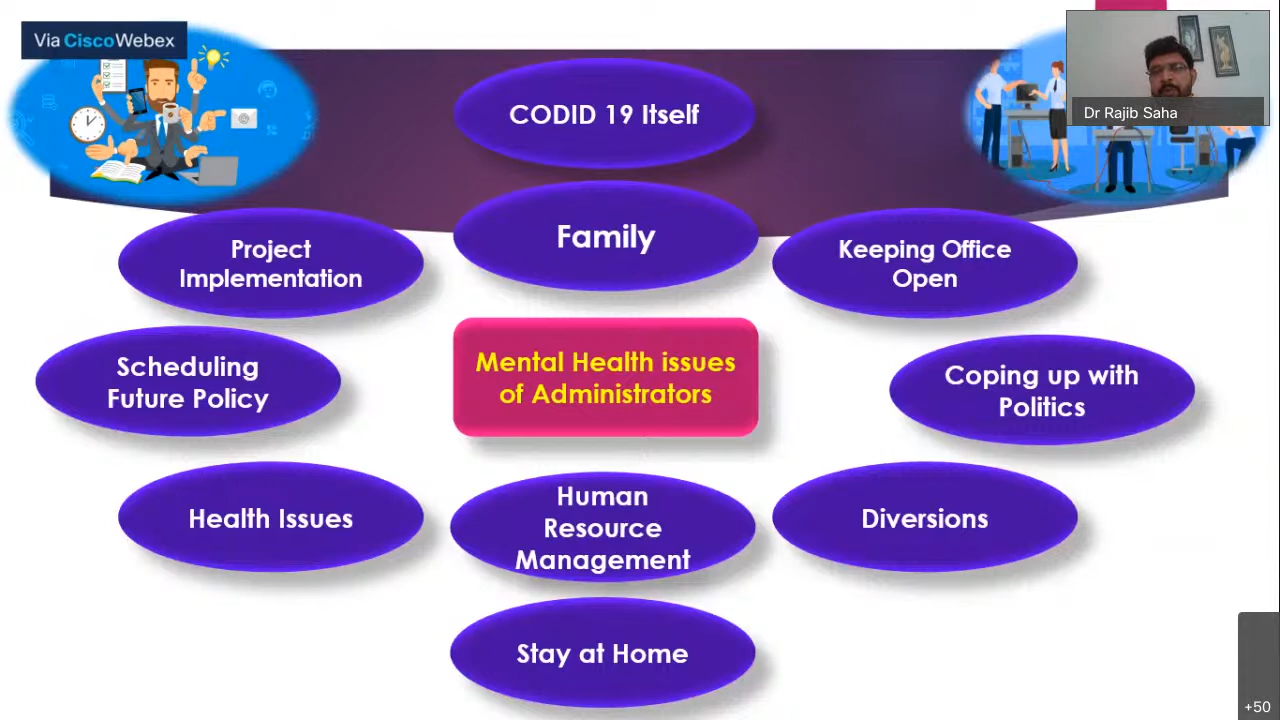 Via CiscoWebex
Dr Rajib Saha
CODID 19 Itself
Family
Project
Implementation
Keeping Office
Open
Scheduling
Future Policy
Mental Health issues
of Administrators
Coping up with
Politics
Health Issues
Human
Resource
Management
Diversions
Stay at Home
+50